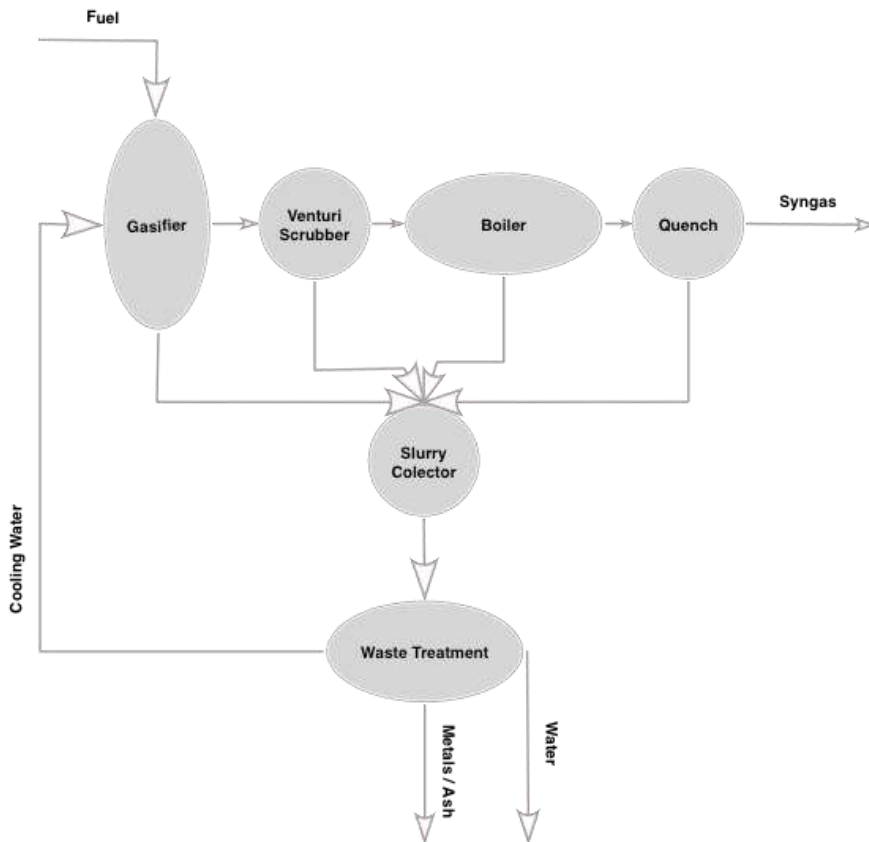 Fuel
Gasifier
Venturi
Scrubber
Boiler
Quench
Syngas
Slurry
Colector
Cooling Water
Waste Treatment
Metals / Ash
Water